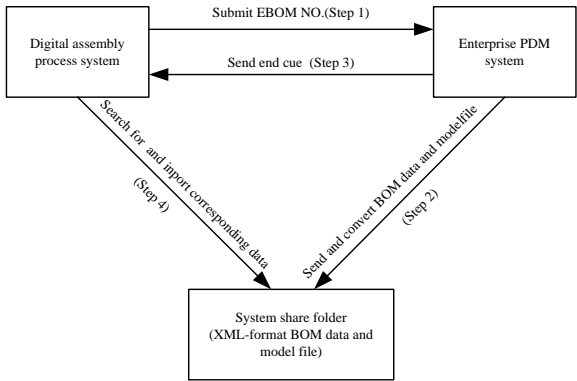 Submit EBOM NO.(Step 1)
Digital assembly
process system
Enterprise PDM
system
Send end cue (Step 3)
Search for and inport corresponding data
(Step 4)
Send and convert BOM data and modelfile
(Step 2)
System share folder
(XML-format BOM data and
model file)